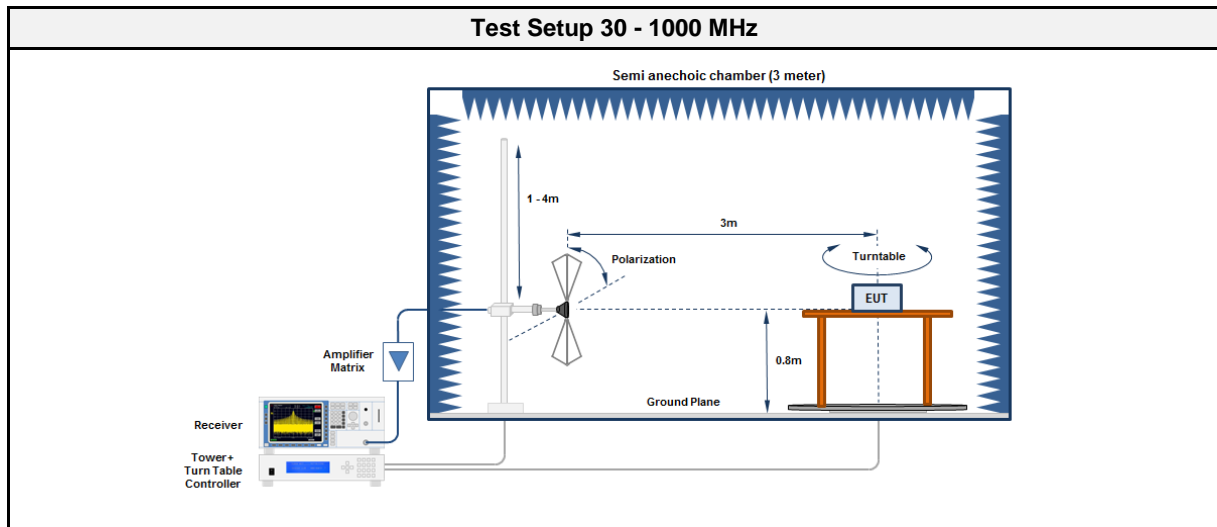 Test Setup 30 - 1000 MHz
Semi anechoic chamber (3 meter)
1 - 4m
3m
Polarization
Turntable
EUT
0.8m
Amplifier
Matrix
Ground Plane
Receiver
Tower+
Turn Table
Controller